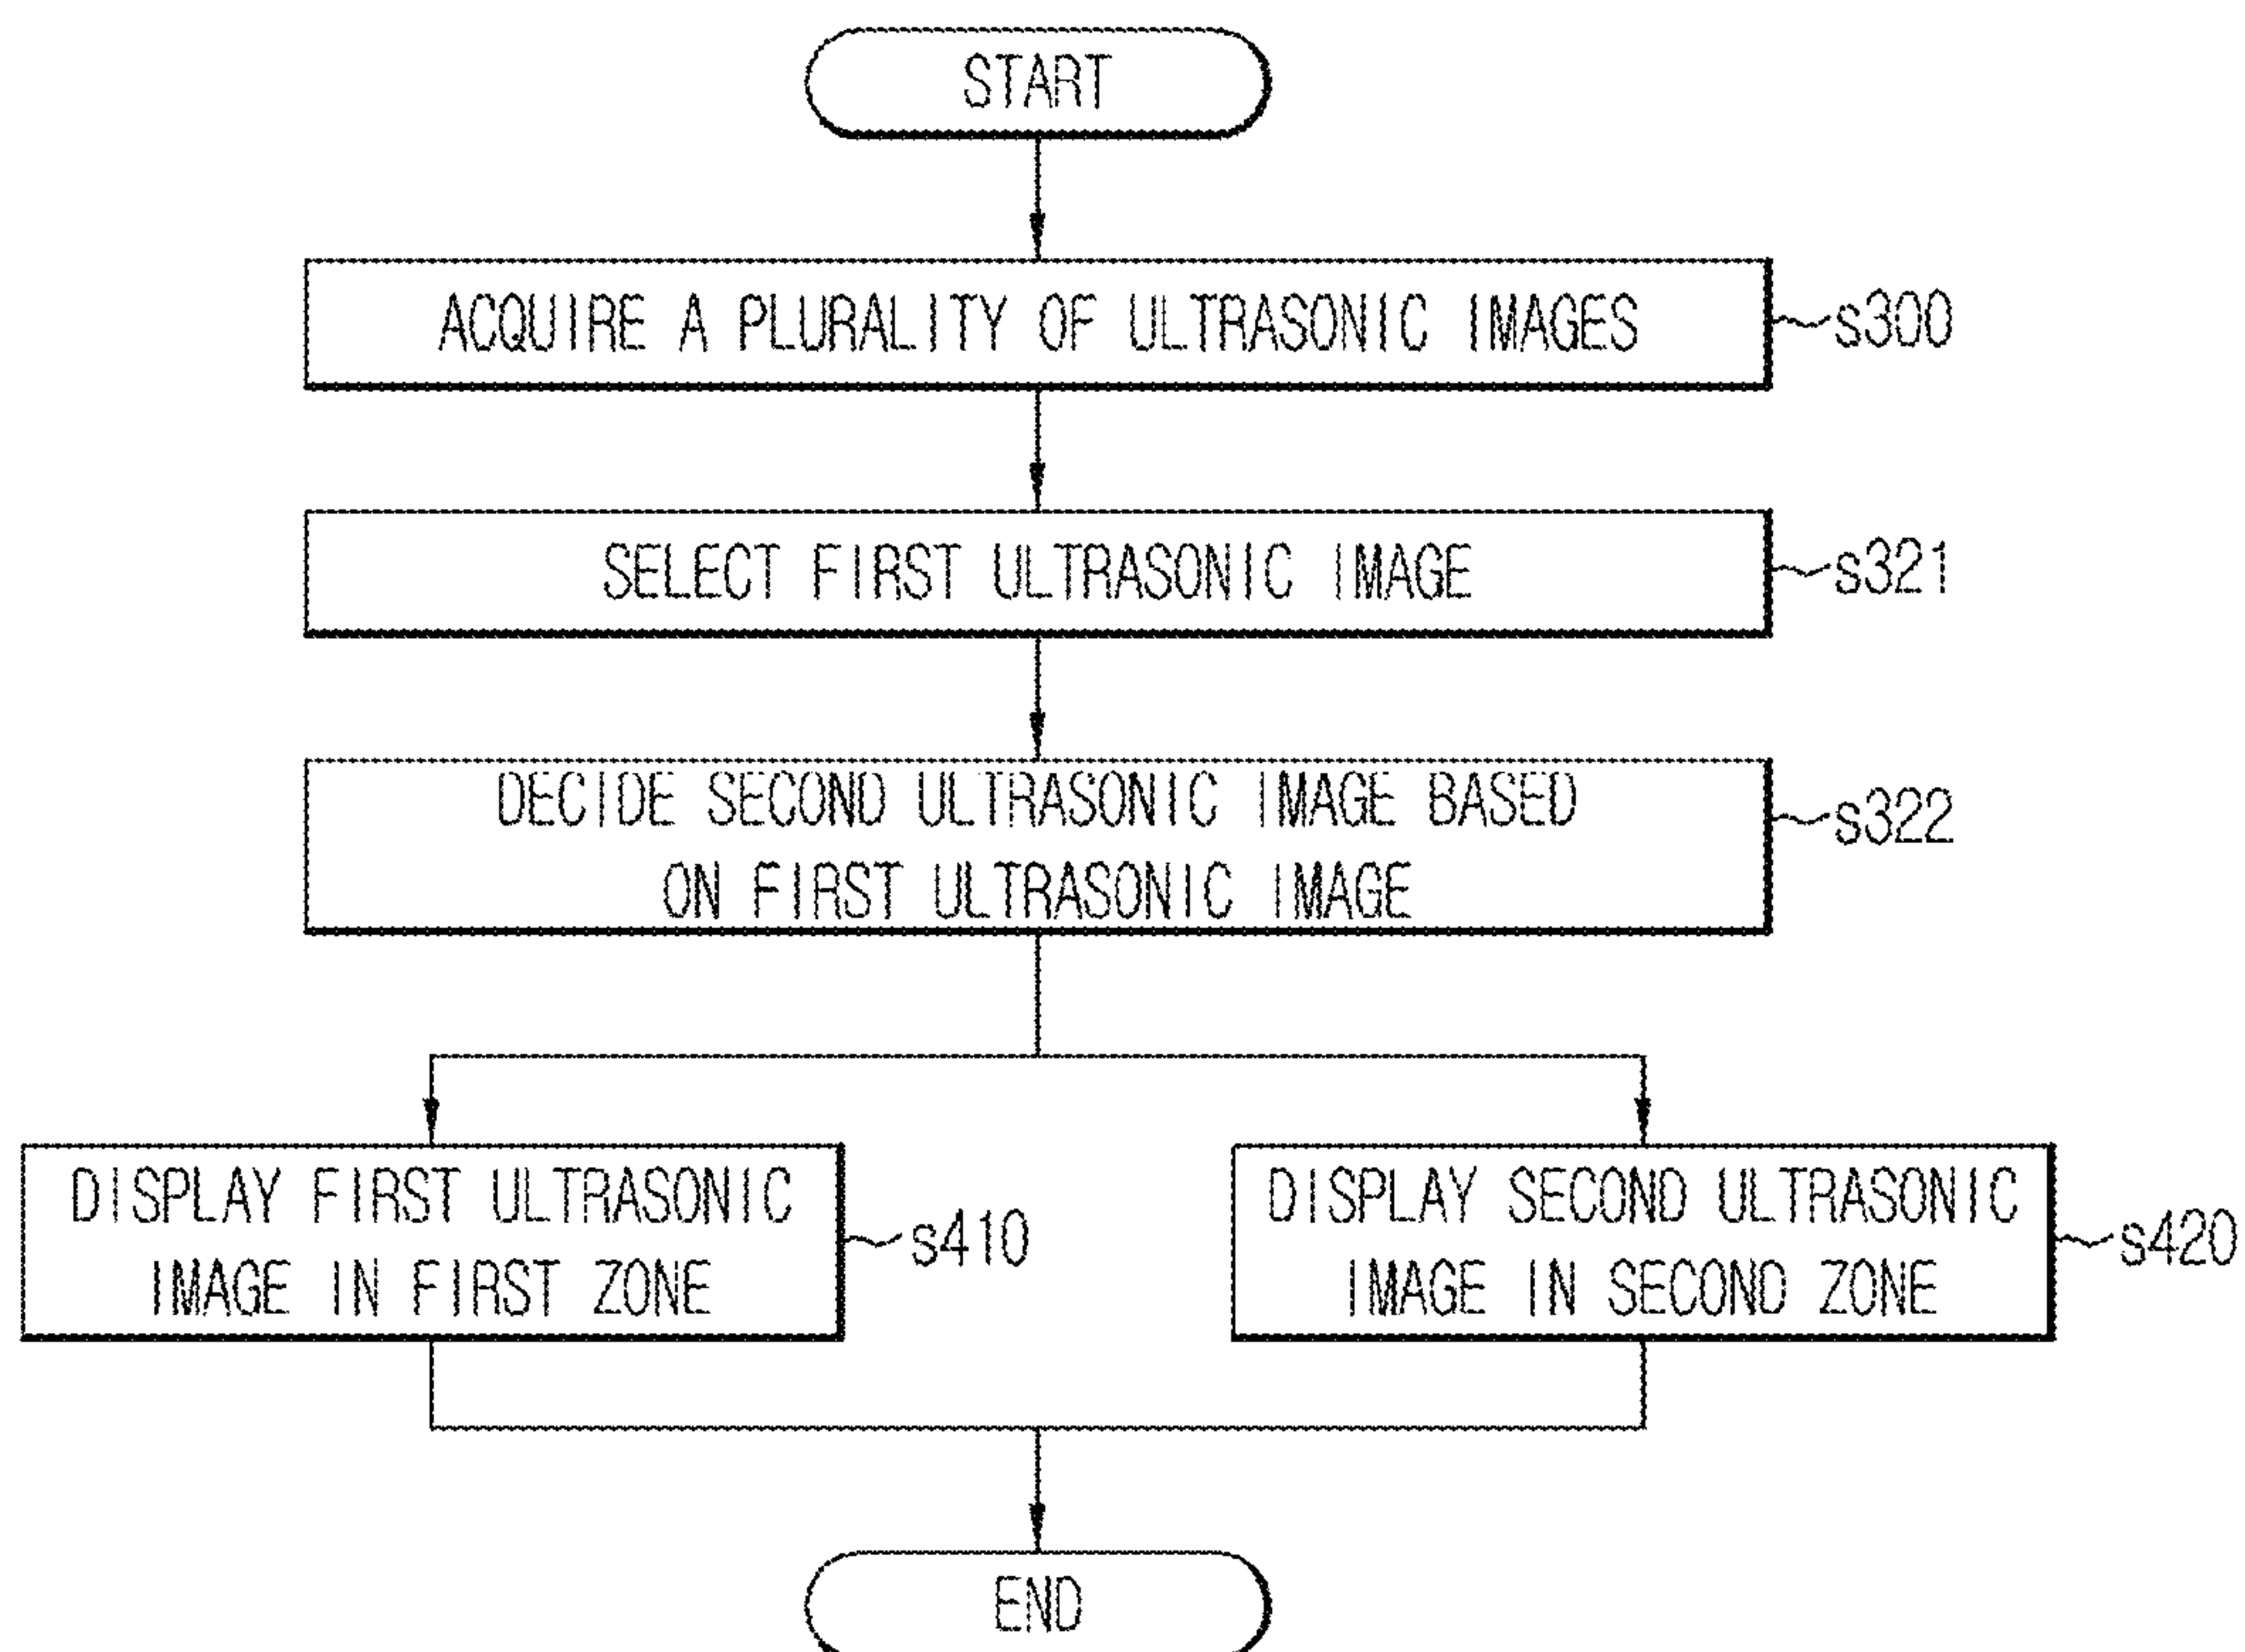 START
ACQUIRE A PLURALITY OF ULTRASONIC IMAGES
s300
SELECT FIRST ULTRASONIC IMAGE
s321
DECIDE SECOND ULTRASONIC IMAGE BASED
ON FIRST ULTRASONIC IMAGE
s322
DISPLAY FIRST ULTRASONIC
IMAGE IN FIRST ZONE
s410
DISPLAY SECOND ULTRASONIC
IMAGE IN SECOND ZONE
s420
END